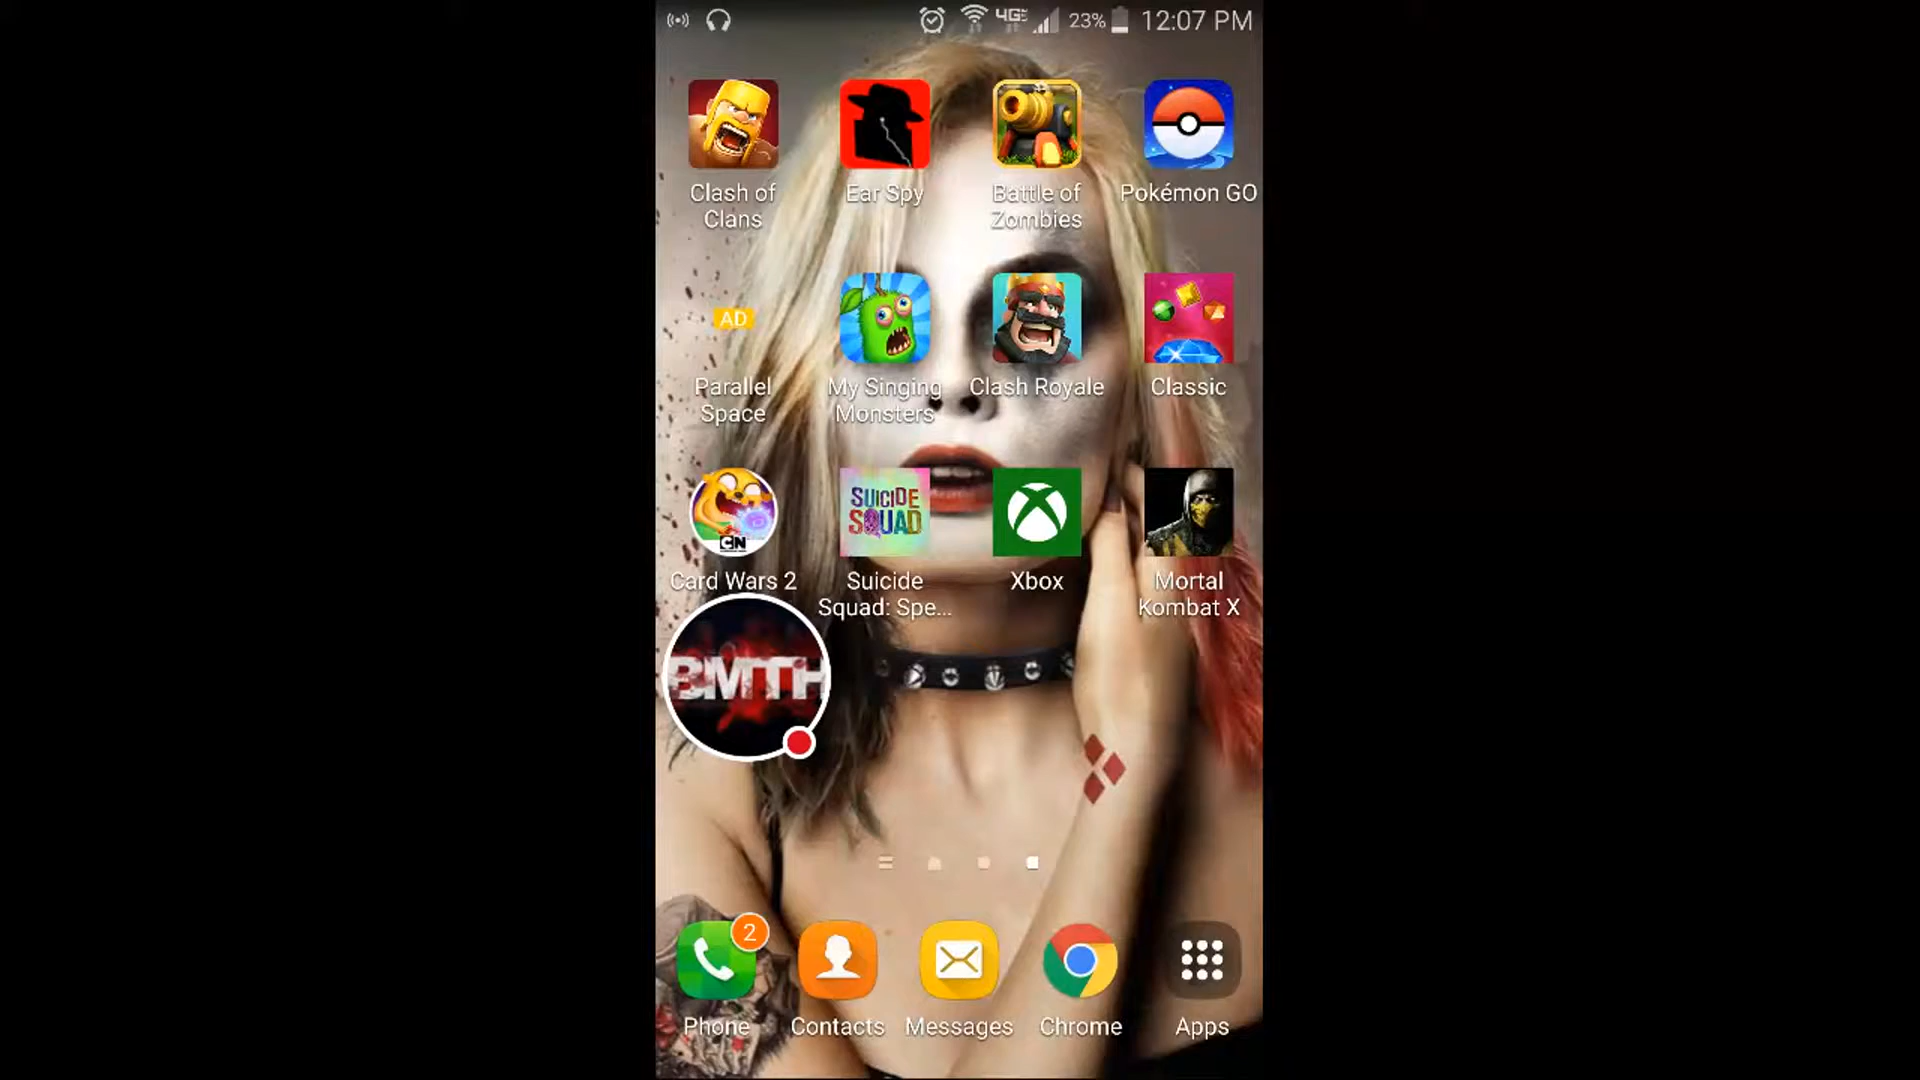 4G 23% 12:07 PM
Clash of
Clans
Ear Spy
Battle of
Zombies
Pokémon GO
AD
Parallel
Space
My Singing
Monsters
Clash Royale
Classic
CN
Card Wars 2
SUICIDE
SQUAD
Suicide
Squad: Spe...
Xbox
Mortal
Kombat X
BMTH
2
Phone
Contacts
Messages
Chrome
Apps